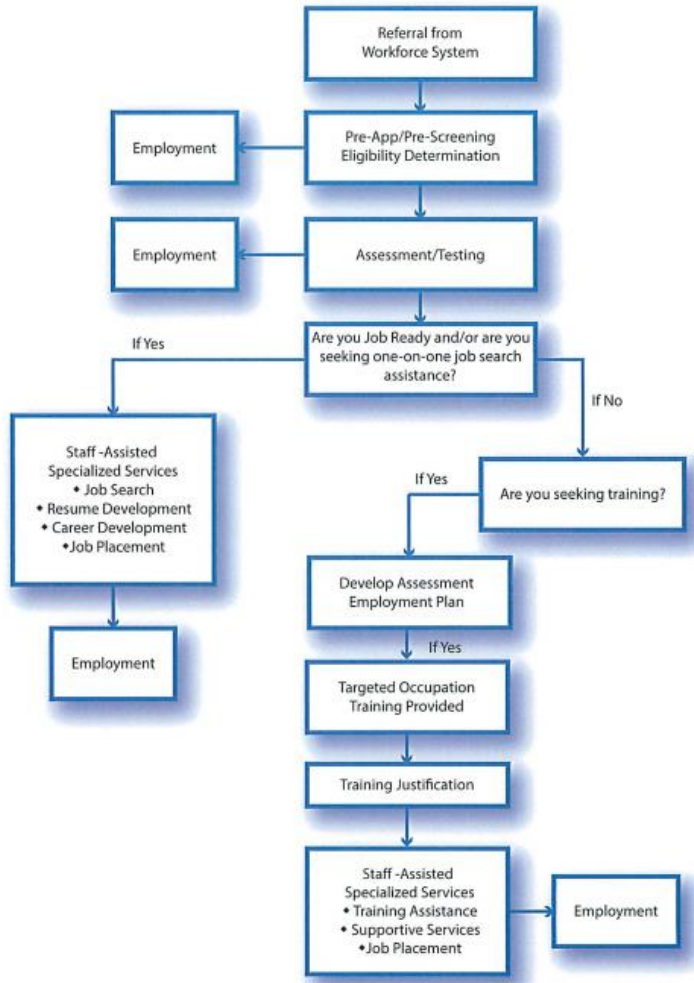 Referral from
Workforce System
Employment
Pre-App/Pre-Screening
Eligibility Determination
Employment
Assessment/Testing
If Yes
Are you Job Ready and/or are you
seeking one-on-one job search
assistance?
If No
Staff -Assisted
Specialized Services
◆ Job Search
◆ Resume Development
◆ Career Development
◆Job Placement
If Yes
Are you seeking training?
Develop Assessment
Employment Plan
Employment
If Yes
Targeted Occupation
Training Provided
Training Justification
Staff -Assisted
Specialized Services
◆ Training Assistance
◆ Supportive Services
◆Job Placement
Employment